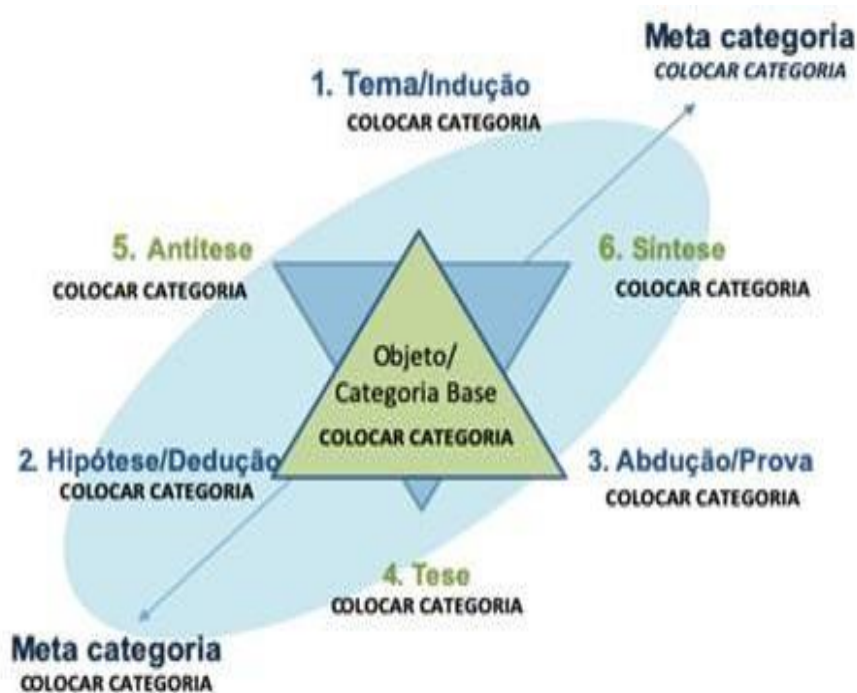 Meta categoria
COLOCAR CATEGORIA
1. Tema/Indução
COLOCAR CATEGORIA
5. Antítese
COLOCAR CATEGORIA
6. Síntese
COLOCAR CATEGORIA
Objeto/
Categoria Base
COLOCAR CATEGORIA
2. Hipótese/Dedução
COLOCAR CATEGORIA
3. Abdução/Prova
COLOCAR CATEGORIA
4. Tese
COLOCAR CATEGORIA
Meta categoria
COLOCAR CATEGORIA